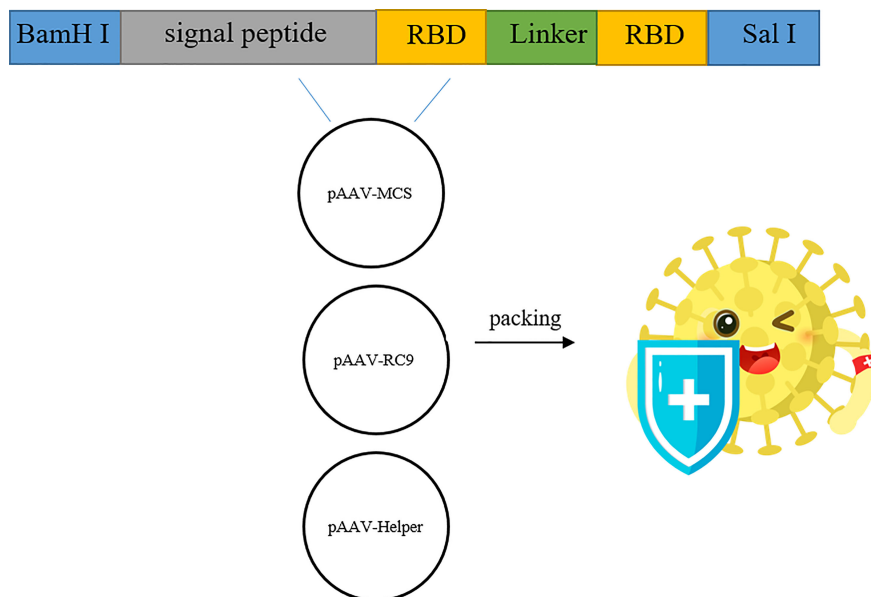 BamH I signal peptide RBD Linker RBD Sal I
pAAV-MCS
pAAV-RC9
packing
pAAV-Helper